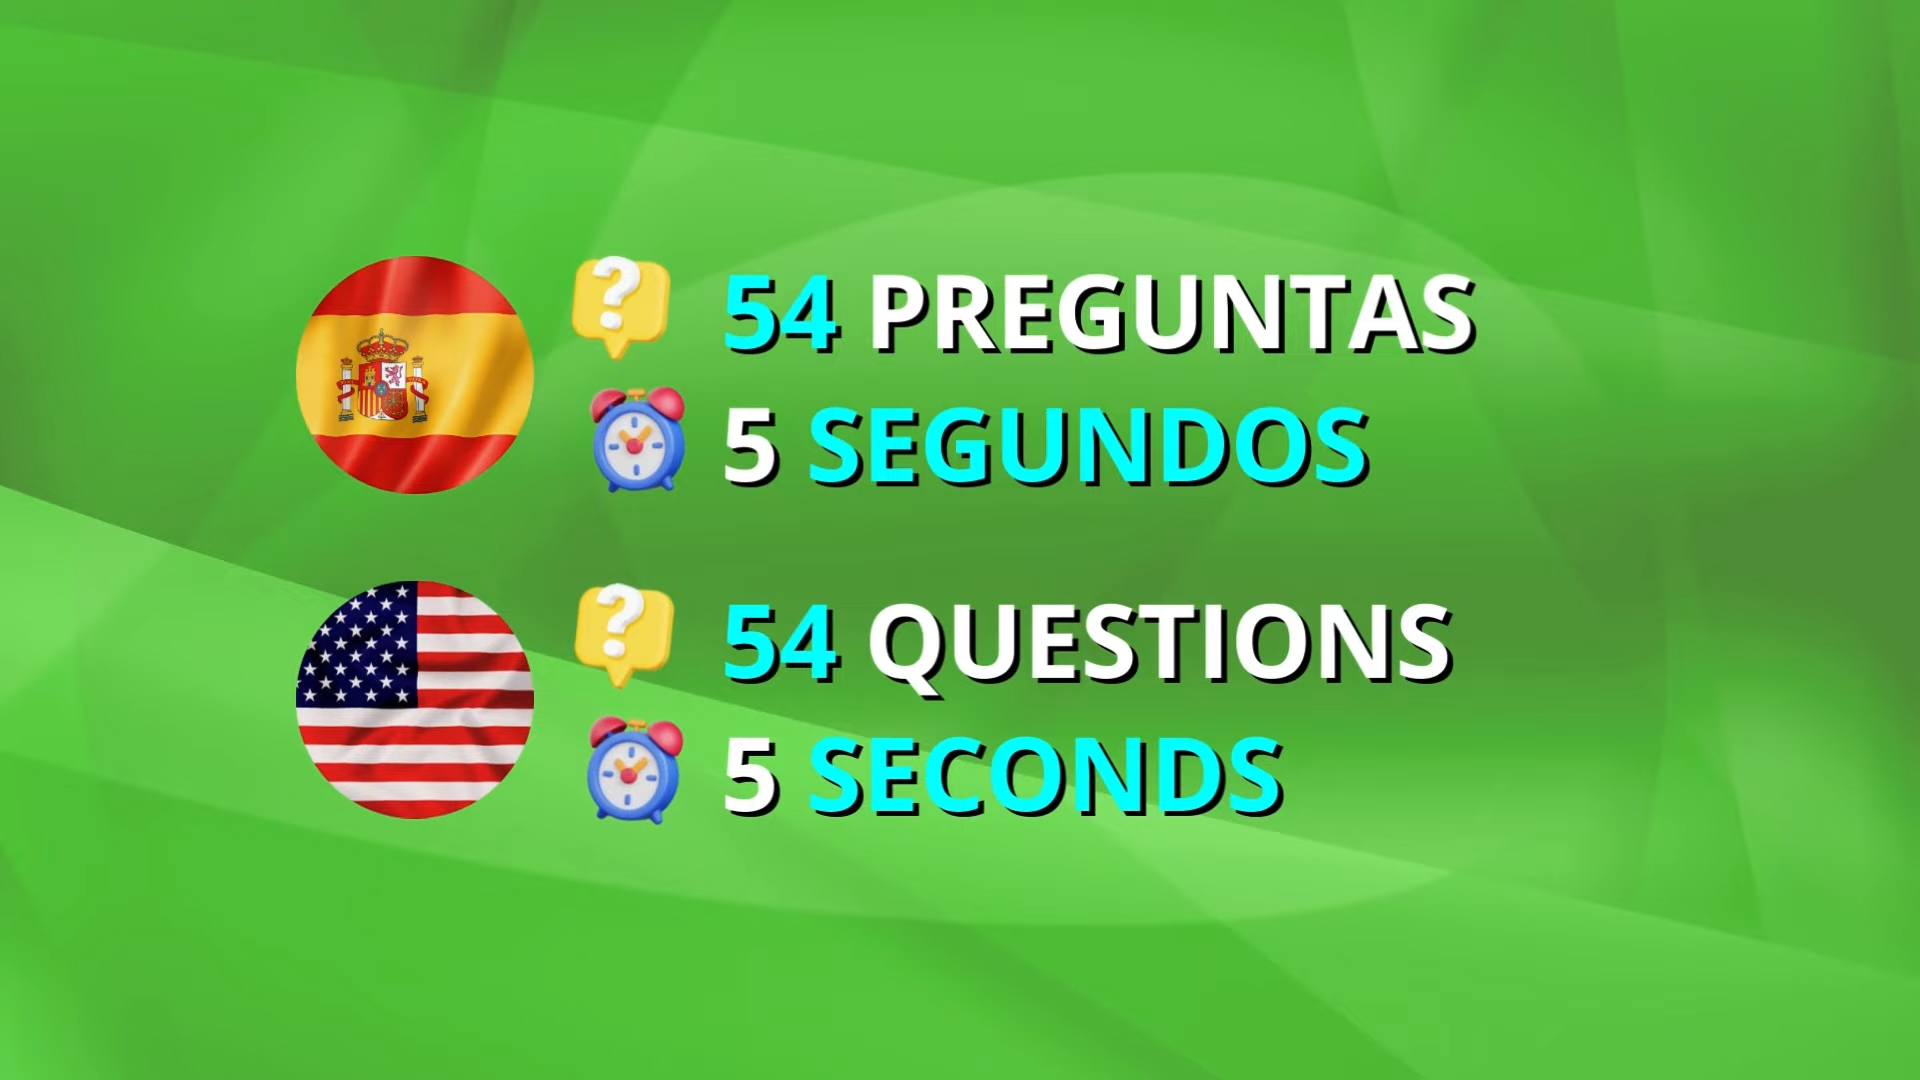 54 PREGUNTAS
5 SEGUNDOS
54 QUESTIONS
5 SECONDS